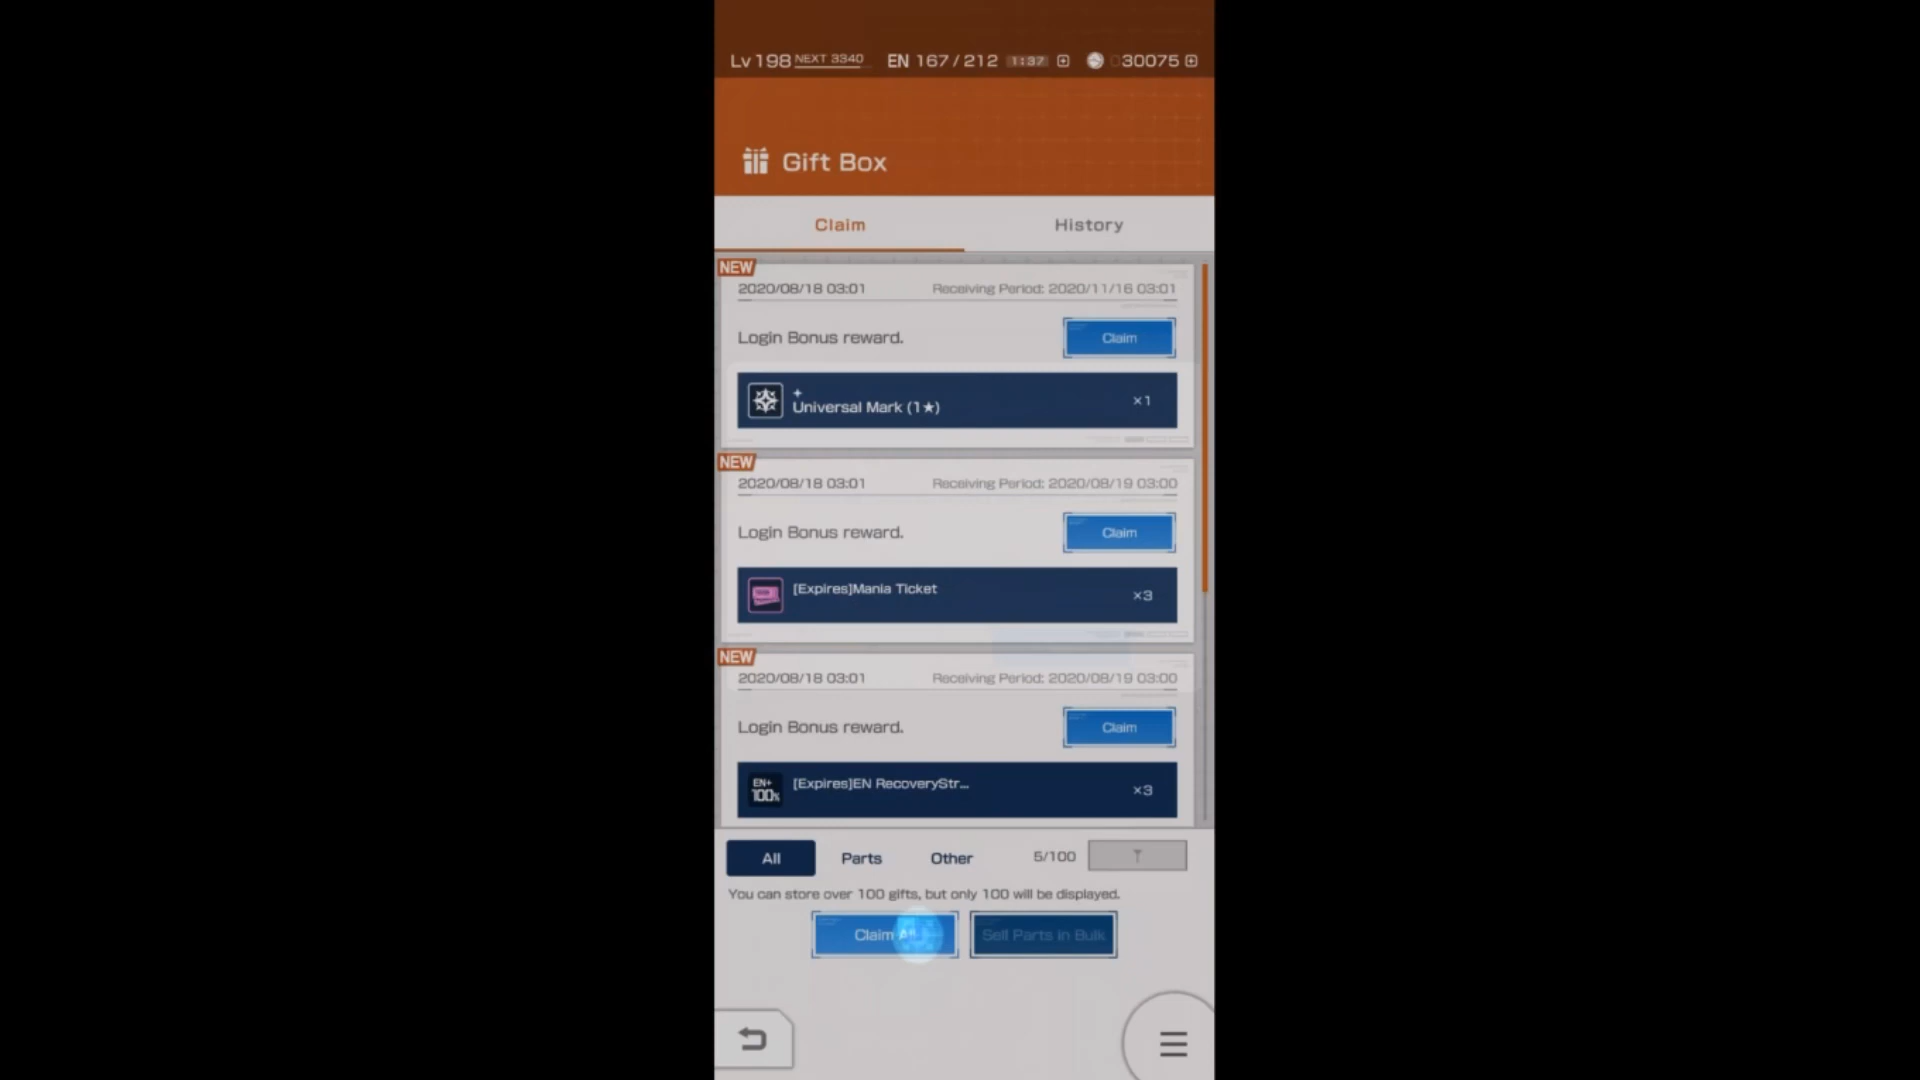 Lv 198 NEXT 3340 EN 167/212 1:37 030075
Gift Box
Claim History
NEW
2020/08/18 03:01 Receiving Period: 2020/11/16 03:01
Login Bonus reward. Claim
Universal Mark (1★) ×1
NEW
2020/08/18 03:01 Receiving Period: 2020/08/19 03:00
Login Bonus reward. Claim
[Expires]Mania Ticket ×3
NEW
2020/08/18 03:01 Receiving Period: 2020/08/19 03:00
Login Bonus reward. Claim
EN+
100%
[Expires]EN RecoveryStr... ×3
All Parts Other 5/100
You can store over 100 gifts, but only 100 will be displayed.
Claim All Sell Parts in Bulk